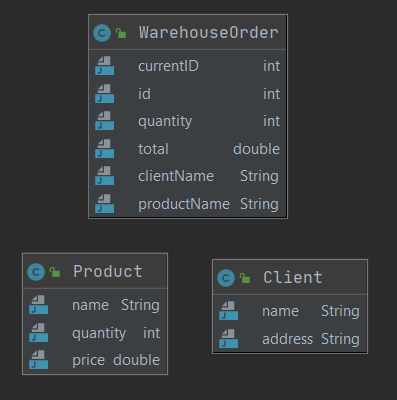 WarehouseOrder
currentID int
id int
quantity int
total double
clientName String
productName String
Product
name String
quantity int
price double
Client
name String
address String